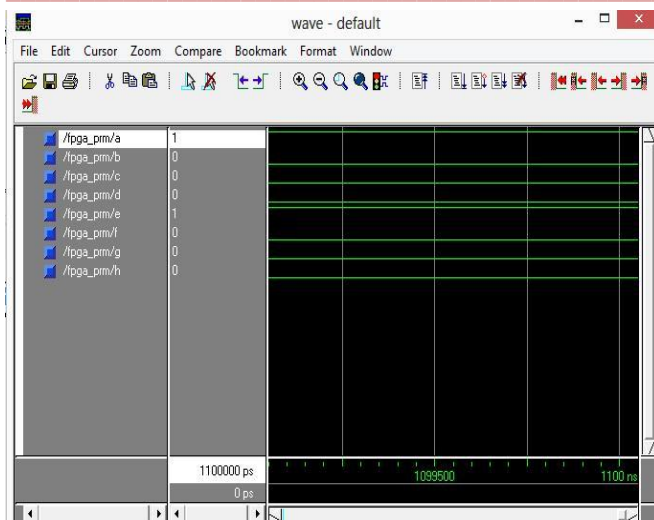 wave - default
File Edit Cursor Zoom Compare Bookmark Format Window
/fpga_prm/a 1
/fpga_prm/b 0
/fpga_prm/c 0
/fpga_prm/d 0
/fpga_prm/e 1
/fpga_prm/f 0
/fpga_prm/g 0
/fpga_prm/h 0
1100000 ps 1099500 1100 ns
0 ps